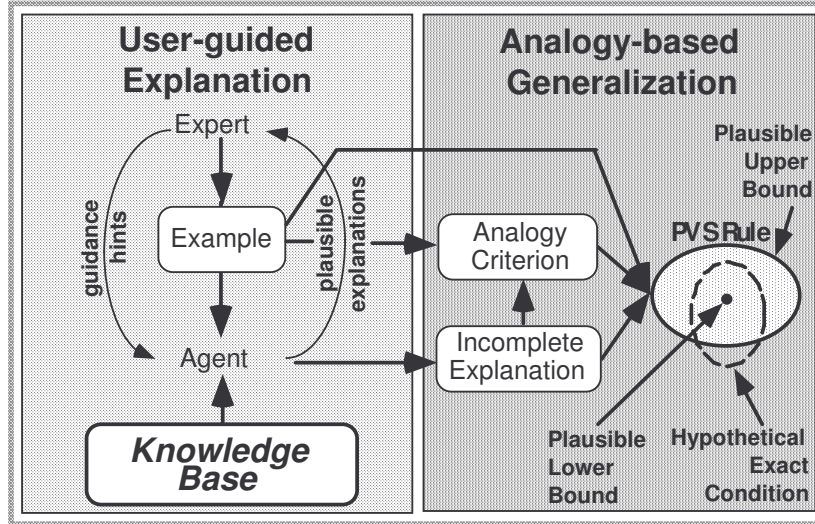 User-guided
Explanation
Expert
guidance
hints
plausible
explanations
Example
Agent
Knowledge
Base
Analogy-based
Generalization
Plausible
Upper
Bound
PVS Rule
Analogy
Criterion
Incomplete
Explanation
Plausible
Lower
Bound
Hypothetical
Exact
Condition